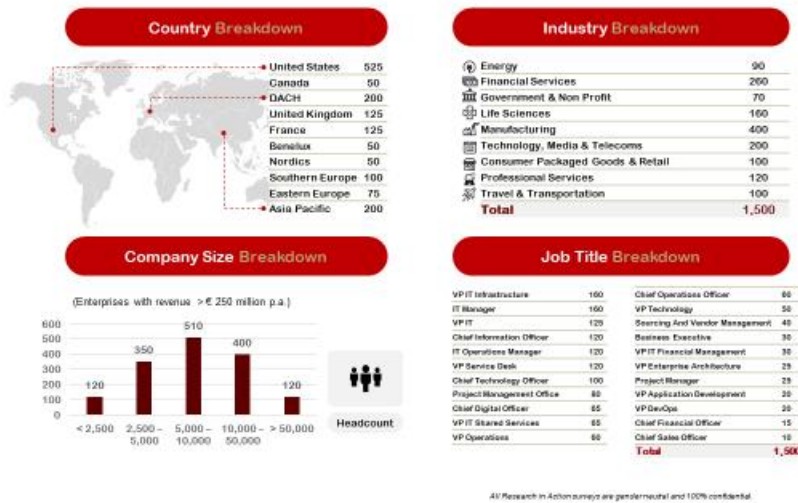 Country Breakdown
United States 525
Canada 50
DACH 200
United Kingdom 125
France 125
Benelux 50
Nordics 50
Southern Europe 100
Eastern Europe 75
Asia Pacific 200
Industry Breakdown
Energy 90
Financial Services 260
Government & Non Profit 70
Life Sciences 160
Manufacturing 400
Technology, Media & Telecoms 200
Consumer Packaged Goods & Retail 100
Professional Services 120
Travel & Transportation 100
Total 1,500
Company Size Breakdown
(Enterprises with revenue > € 250 million p.a.)
600
500
400
300
200
100
0
120
350
510
400
120
< 2,500
2,500 – 5,000
5,000 – 10,000
10,000 – 50,000
> 50,000
Headcount
Job Title Breakdown
VP IT Infrastructure 160
IT Manager 160
VP IT 125
Chief Information Officer 120
IT Operations Manager 120
VP Service Desk 120
Chief Technology Officer 100
Project Management Office 80
Chief Digital Officer 65
VP IT Shared Services 65
VP Operations 60
Chief Operations Officer 60
VP Technology 50
Sourcing And Vendor Management 40
Business Executive 30
VP IT Financial Management 30
VP Enterprise Architecture 25
Project Manager 25
VP Application Development 20
VP DevOps 20
Chief Financial Officer 15
Chief Sales Officer 10
Total 1,500
All Research in Action surveys are gender neutral and 100% confidential.